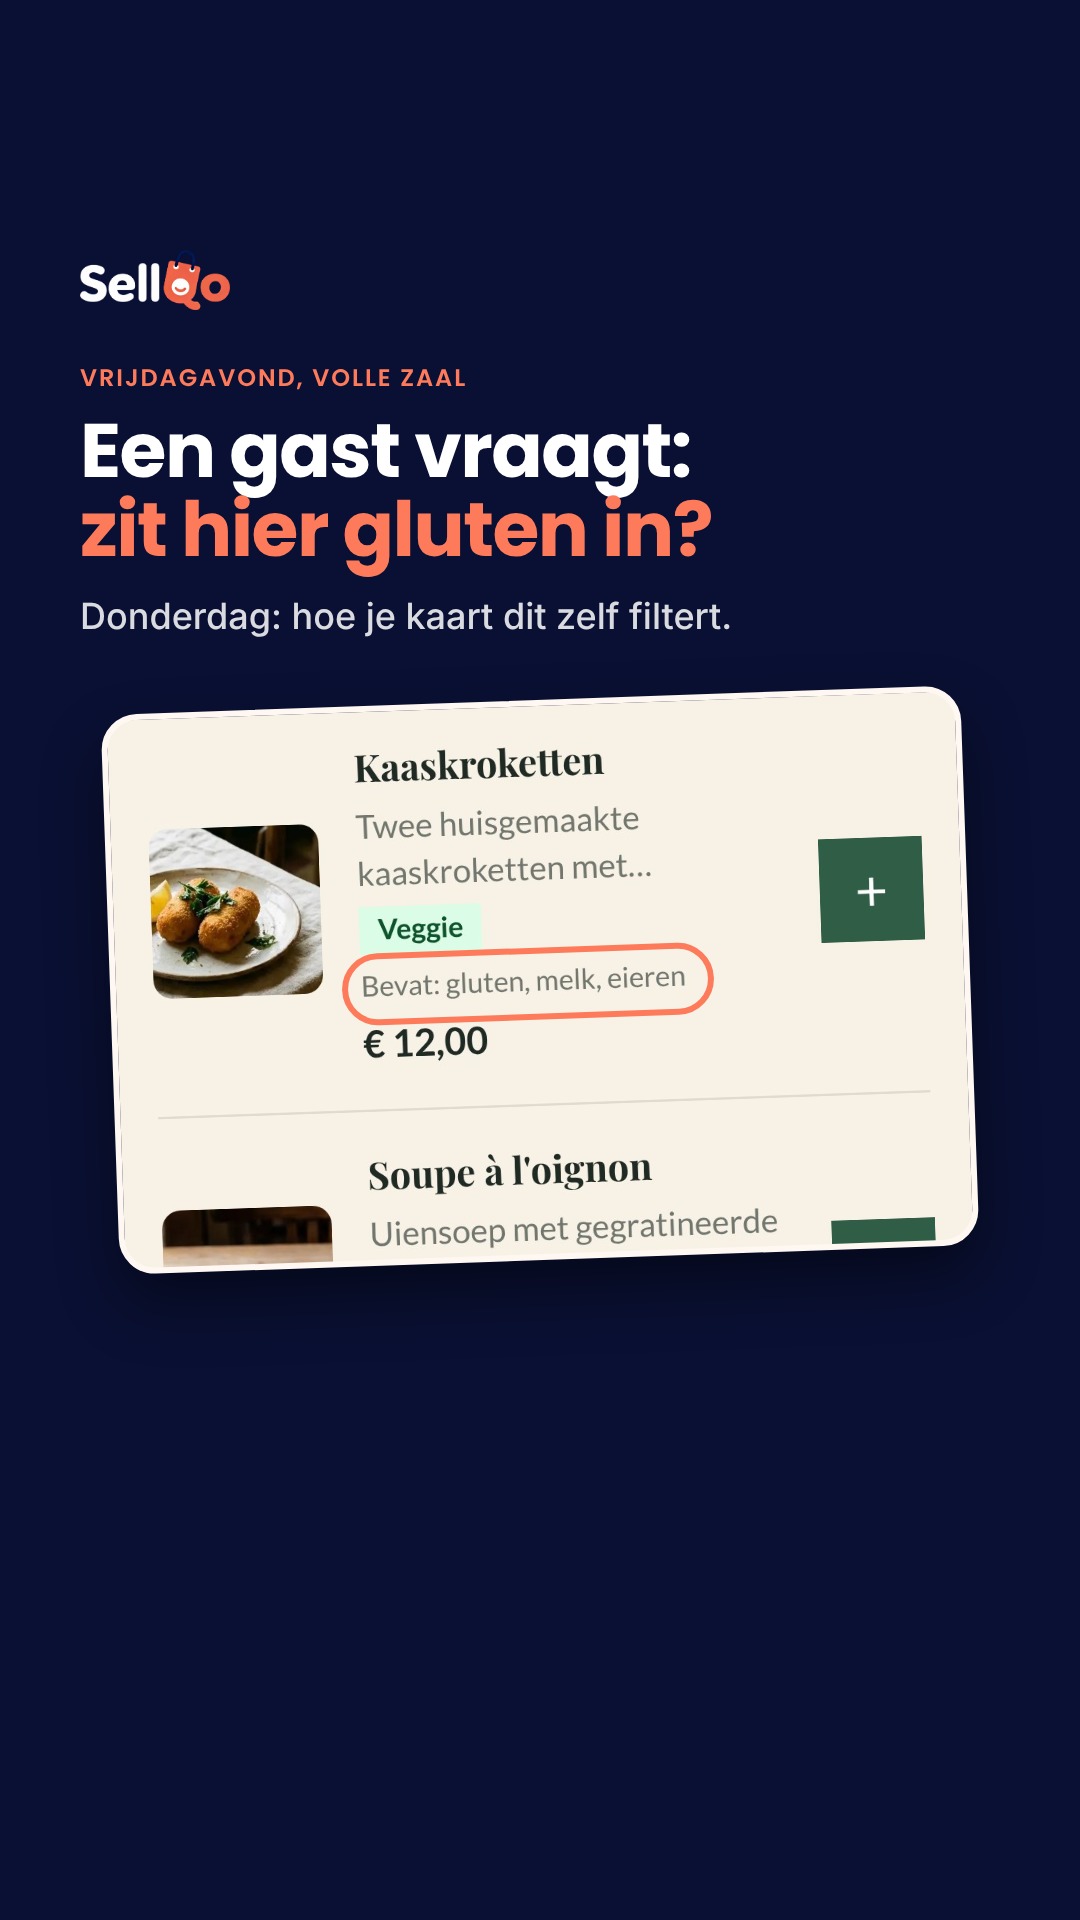 SellQo
VRIJDAGAVOND, VOLLE ZAAL
Een gast vraagt:
zit hier gluten in?
Donderdag: hoe je kaart dit zelf filtert.
Kaaskroketten
Twee huisgemaakte
kaaskroketten met...
+
Veggie
Bevat: gluten, melk, eieren
€ 12,00
Soupe à l'oignon
Uiensoep met gegratineerde